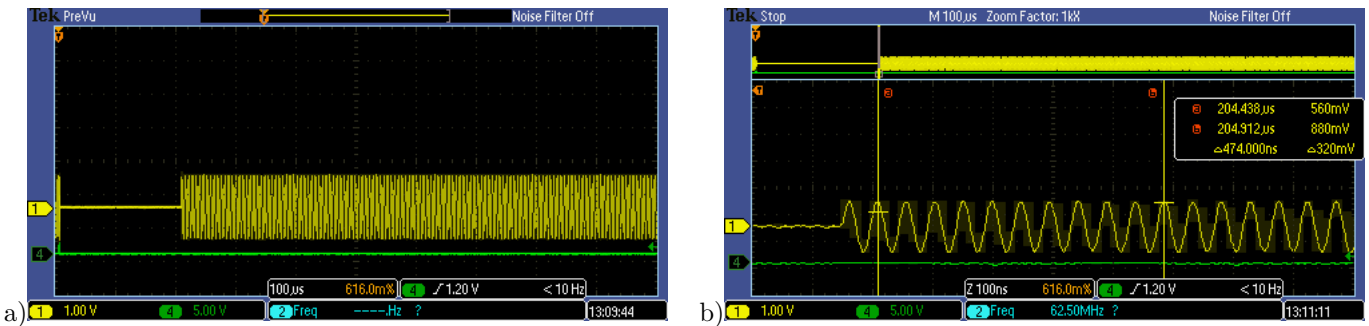 Tek PreVu Noise Filter Off
1
4
100µs 616.0m% 4 1.20 V <10 Hz
1 1.00 V 4 5.00 V 2 Freq ----.Hz ? 13:09:44
a)
Tek Stop M 100µs Zoom Factor: 1kX Noise Filter Off
a b
a 204.438µs 560mV
b 204.912µs 880mV
△474.000ns △320mV
1
4
Z 100ns 616.0m% 4 1.20 V <10 Hz
1 1.00 V 4 5.00 V 2 Freq 62.50MHz ? 13:11:11
b)